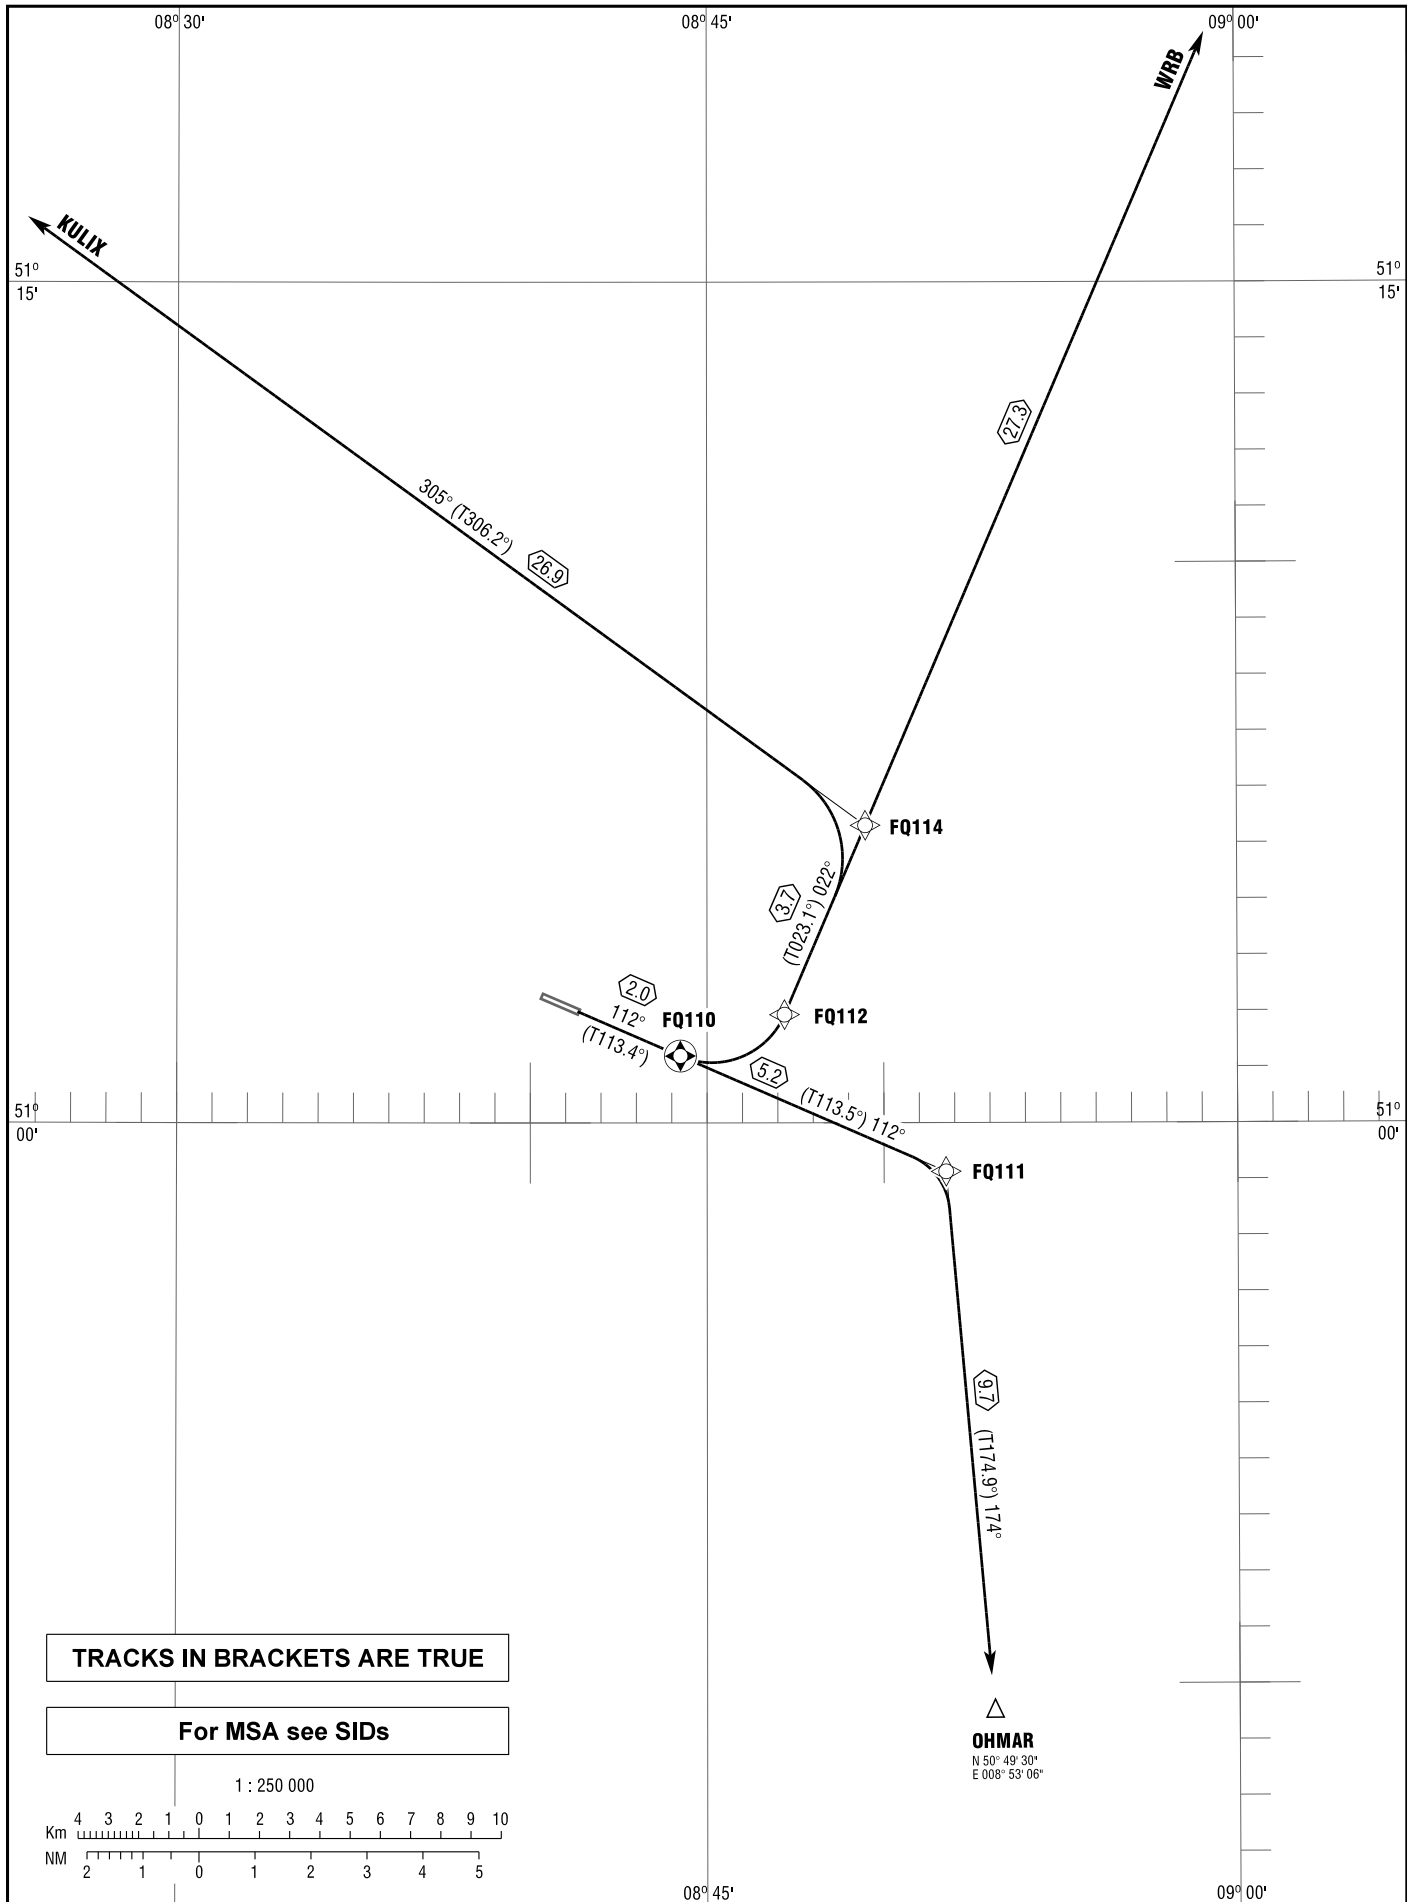 08° 30'
08° 45'
09° 00'
WRB
KULIX
51°
15'
51°
15'
27.3
305° (T306.2°)
26.9
FQ114
3.7
(T023.1°) 022°
2.0
112°
(T113.4°)
FQ110
FQ112
5.2
(T113.5°) 112°
51°
00'
51°
00'
FQ111
9.7
(T174.9°) 174°
TRACKS IN BRACKETS ARE TRUE
For MSA see SIDs
OHMAR
N 50° 49' 30"
E 008° 53' 06"
1 : 250 000
4 3 2 1 0 1 2 3 4 5 6 7 8 9 10
Km
NM
2 1 0 1 2 3 4 5
08° 45'
09° 00'